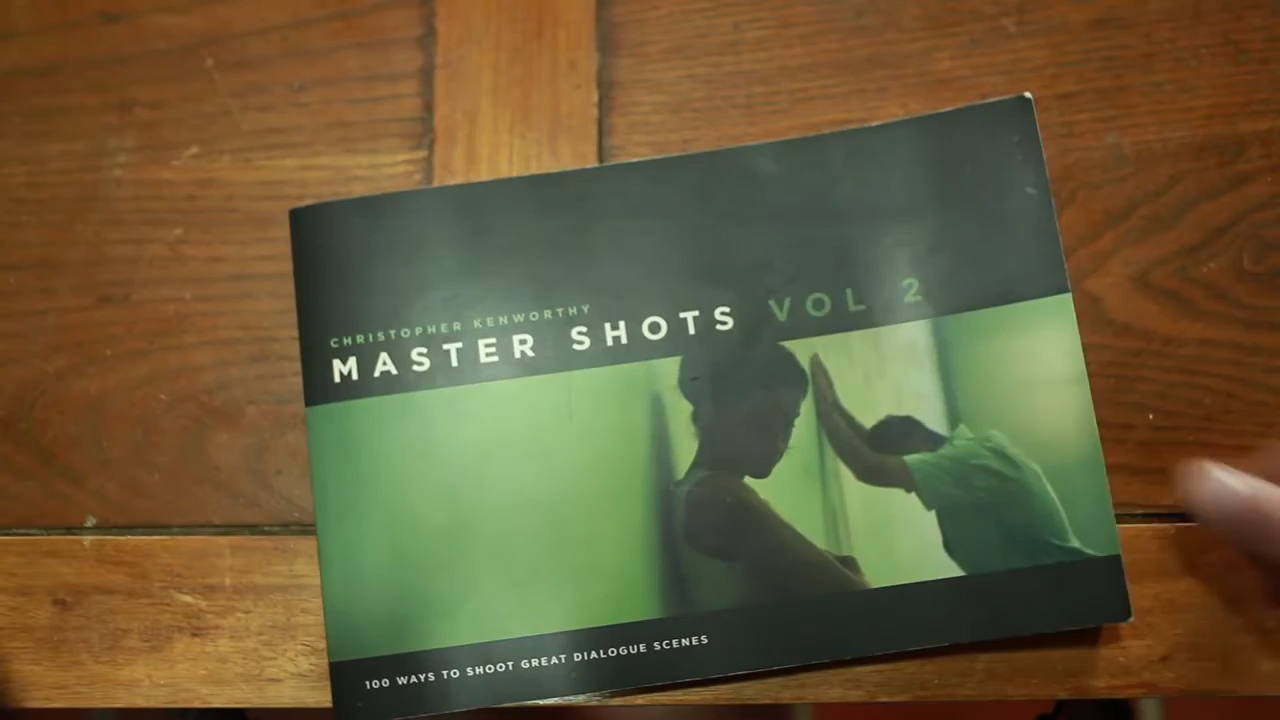 CHRISTOPHER KENWORTHY
MASTER SHOTS VOL 2
100 WAYS TO SHOOT GREAT DIALOGUE SCENES